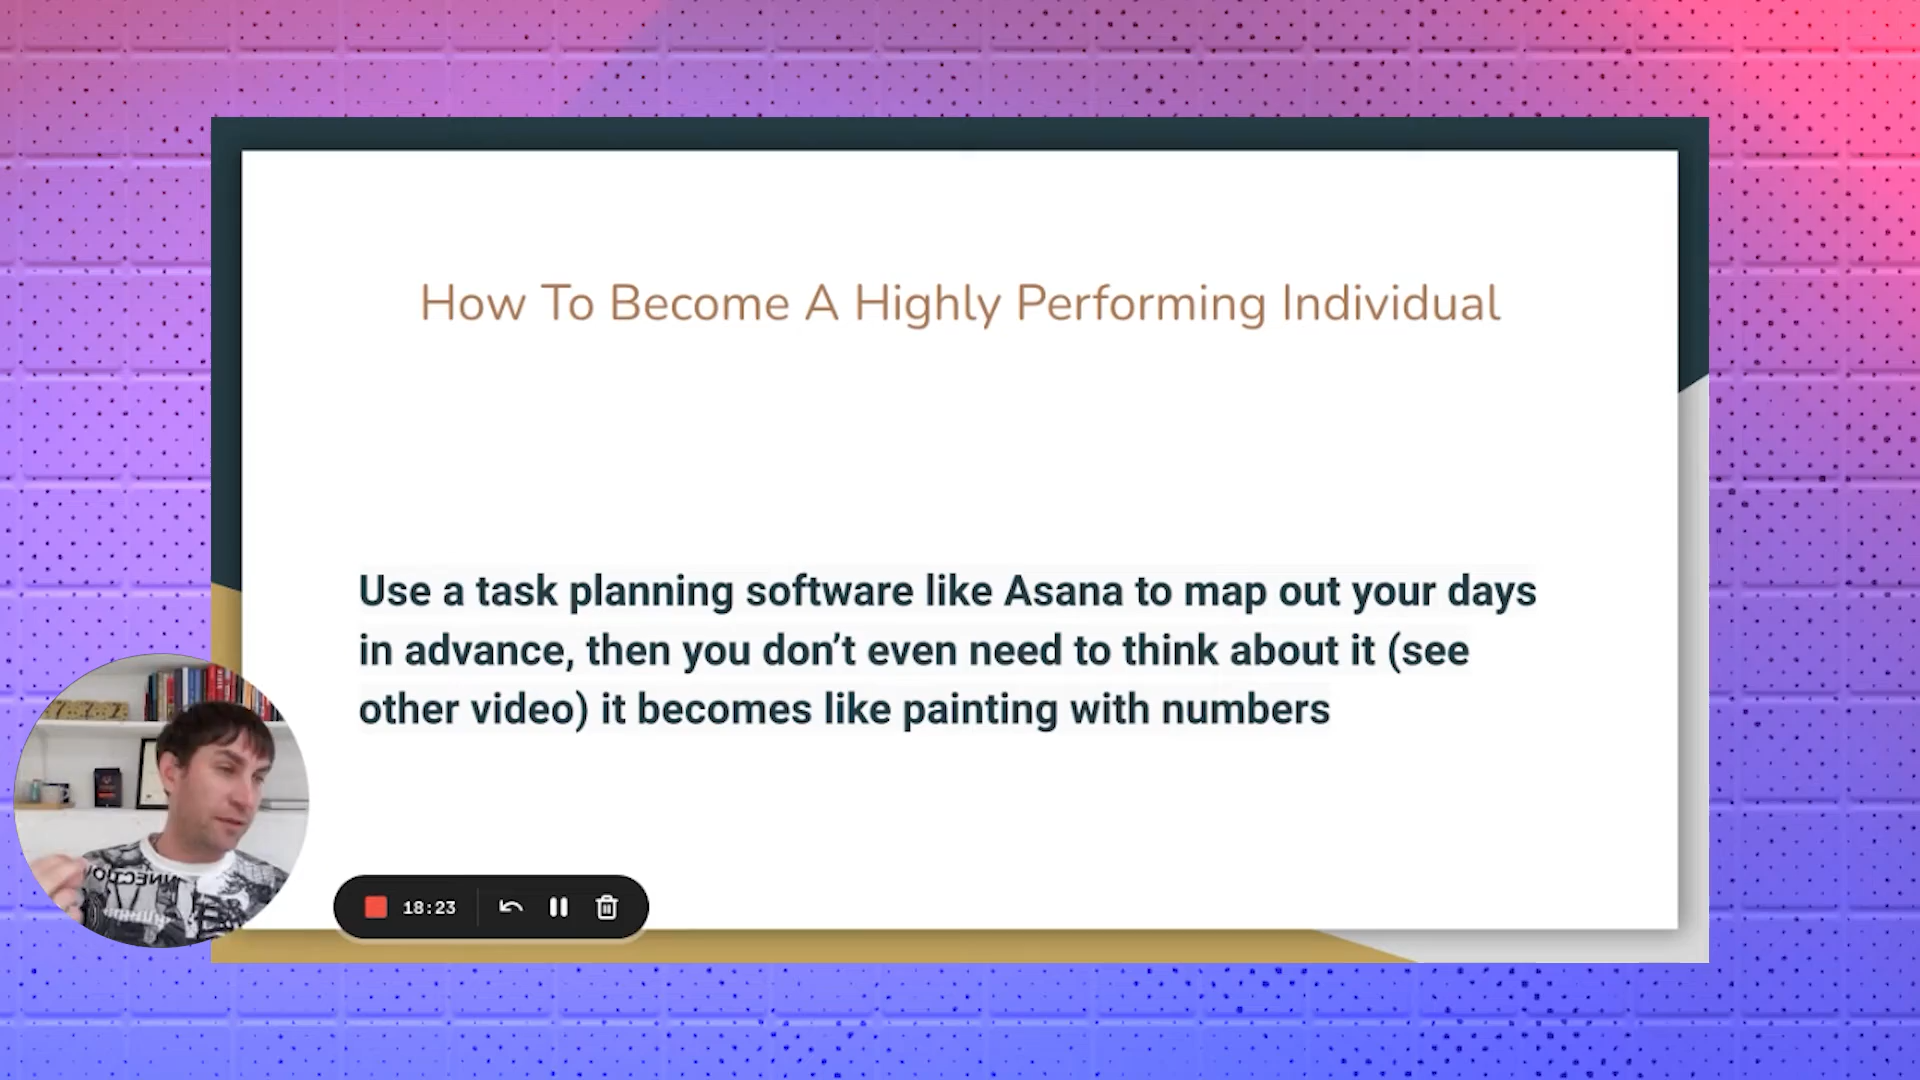 How To Become A Highly Performing Individual
Use a task planning software like Asana to map out your days
in advance, then you don’t even need to think about it (see
other video) it becomes like painting with numbers
18:23